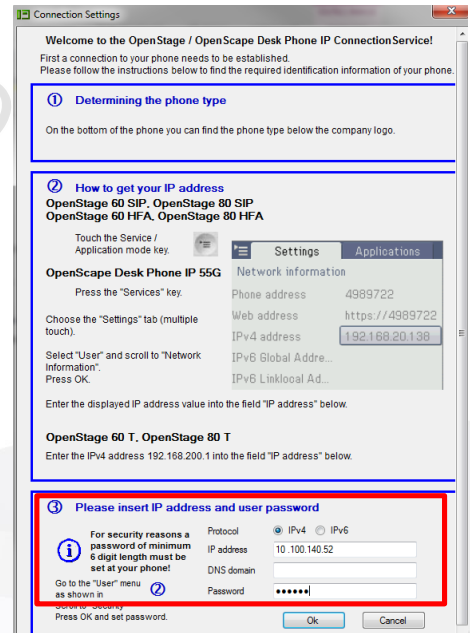 Connection Settings
Welcome to the OpenStage / OpenScape Desk Phone IP ConnectionService!
First a connection to your phone needs to be established.
Please follow the instructions below to find the required identification information of your phone.
① Determining the phone type
On the bottom of the phone you can find the phone type below the company logo.
② How to get your IP address
OpenStage 60 SIP, OpenStage 80 SIP
OpenStage 60 HFA, OpenStage 80 HFA
Touch the Service /
Application mode key.
OpenScape Desk Phone IP 55G
Press the "Services" key.
Choose the "Settings" tab (multiple
touch).
Select "User" and scroll to "Network
Information".
Press OK.
Settings Applications
Network information
Phone address 4989722
Web address https://4989722
IPv4 address 192.168.20.138
IPv6 Global Addre...
IPv6 Linklocal Ad...
Enter the displayed IP address value into the field "IP address" below.
OpenStage 60 T, OpenStage 80 T
Enter the IPv4 address 192.168.200.1 into the field "IP address" below.
③ Please insert IP address and user password
For security reasons a
password of minimum
6 digit length must be
set at your phone!
Go to the "User" menu
as shown in ②
Scroll to "Security"
Press OK and set password.
Protocol IPv4 IPv6
IP address 10 .100.140.52
DNS domain
Password ••••••
Ok Cancel